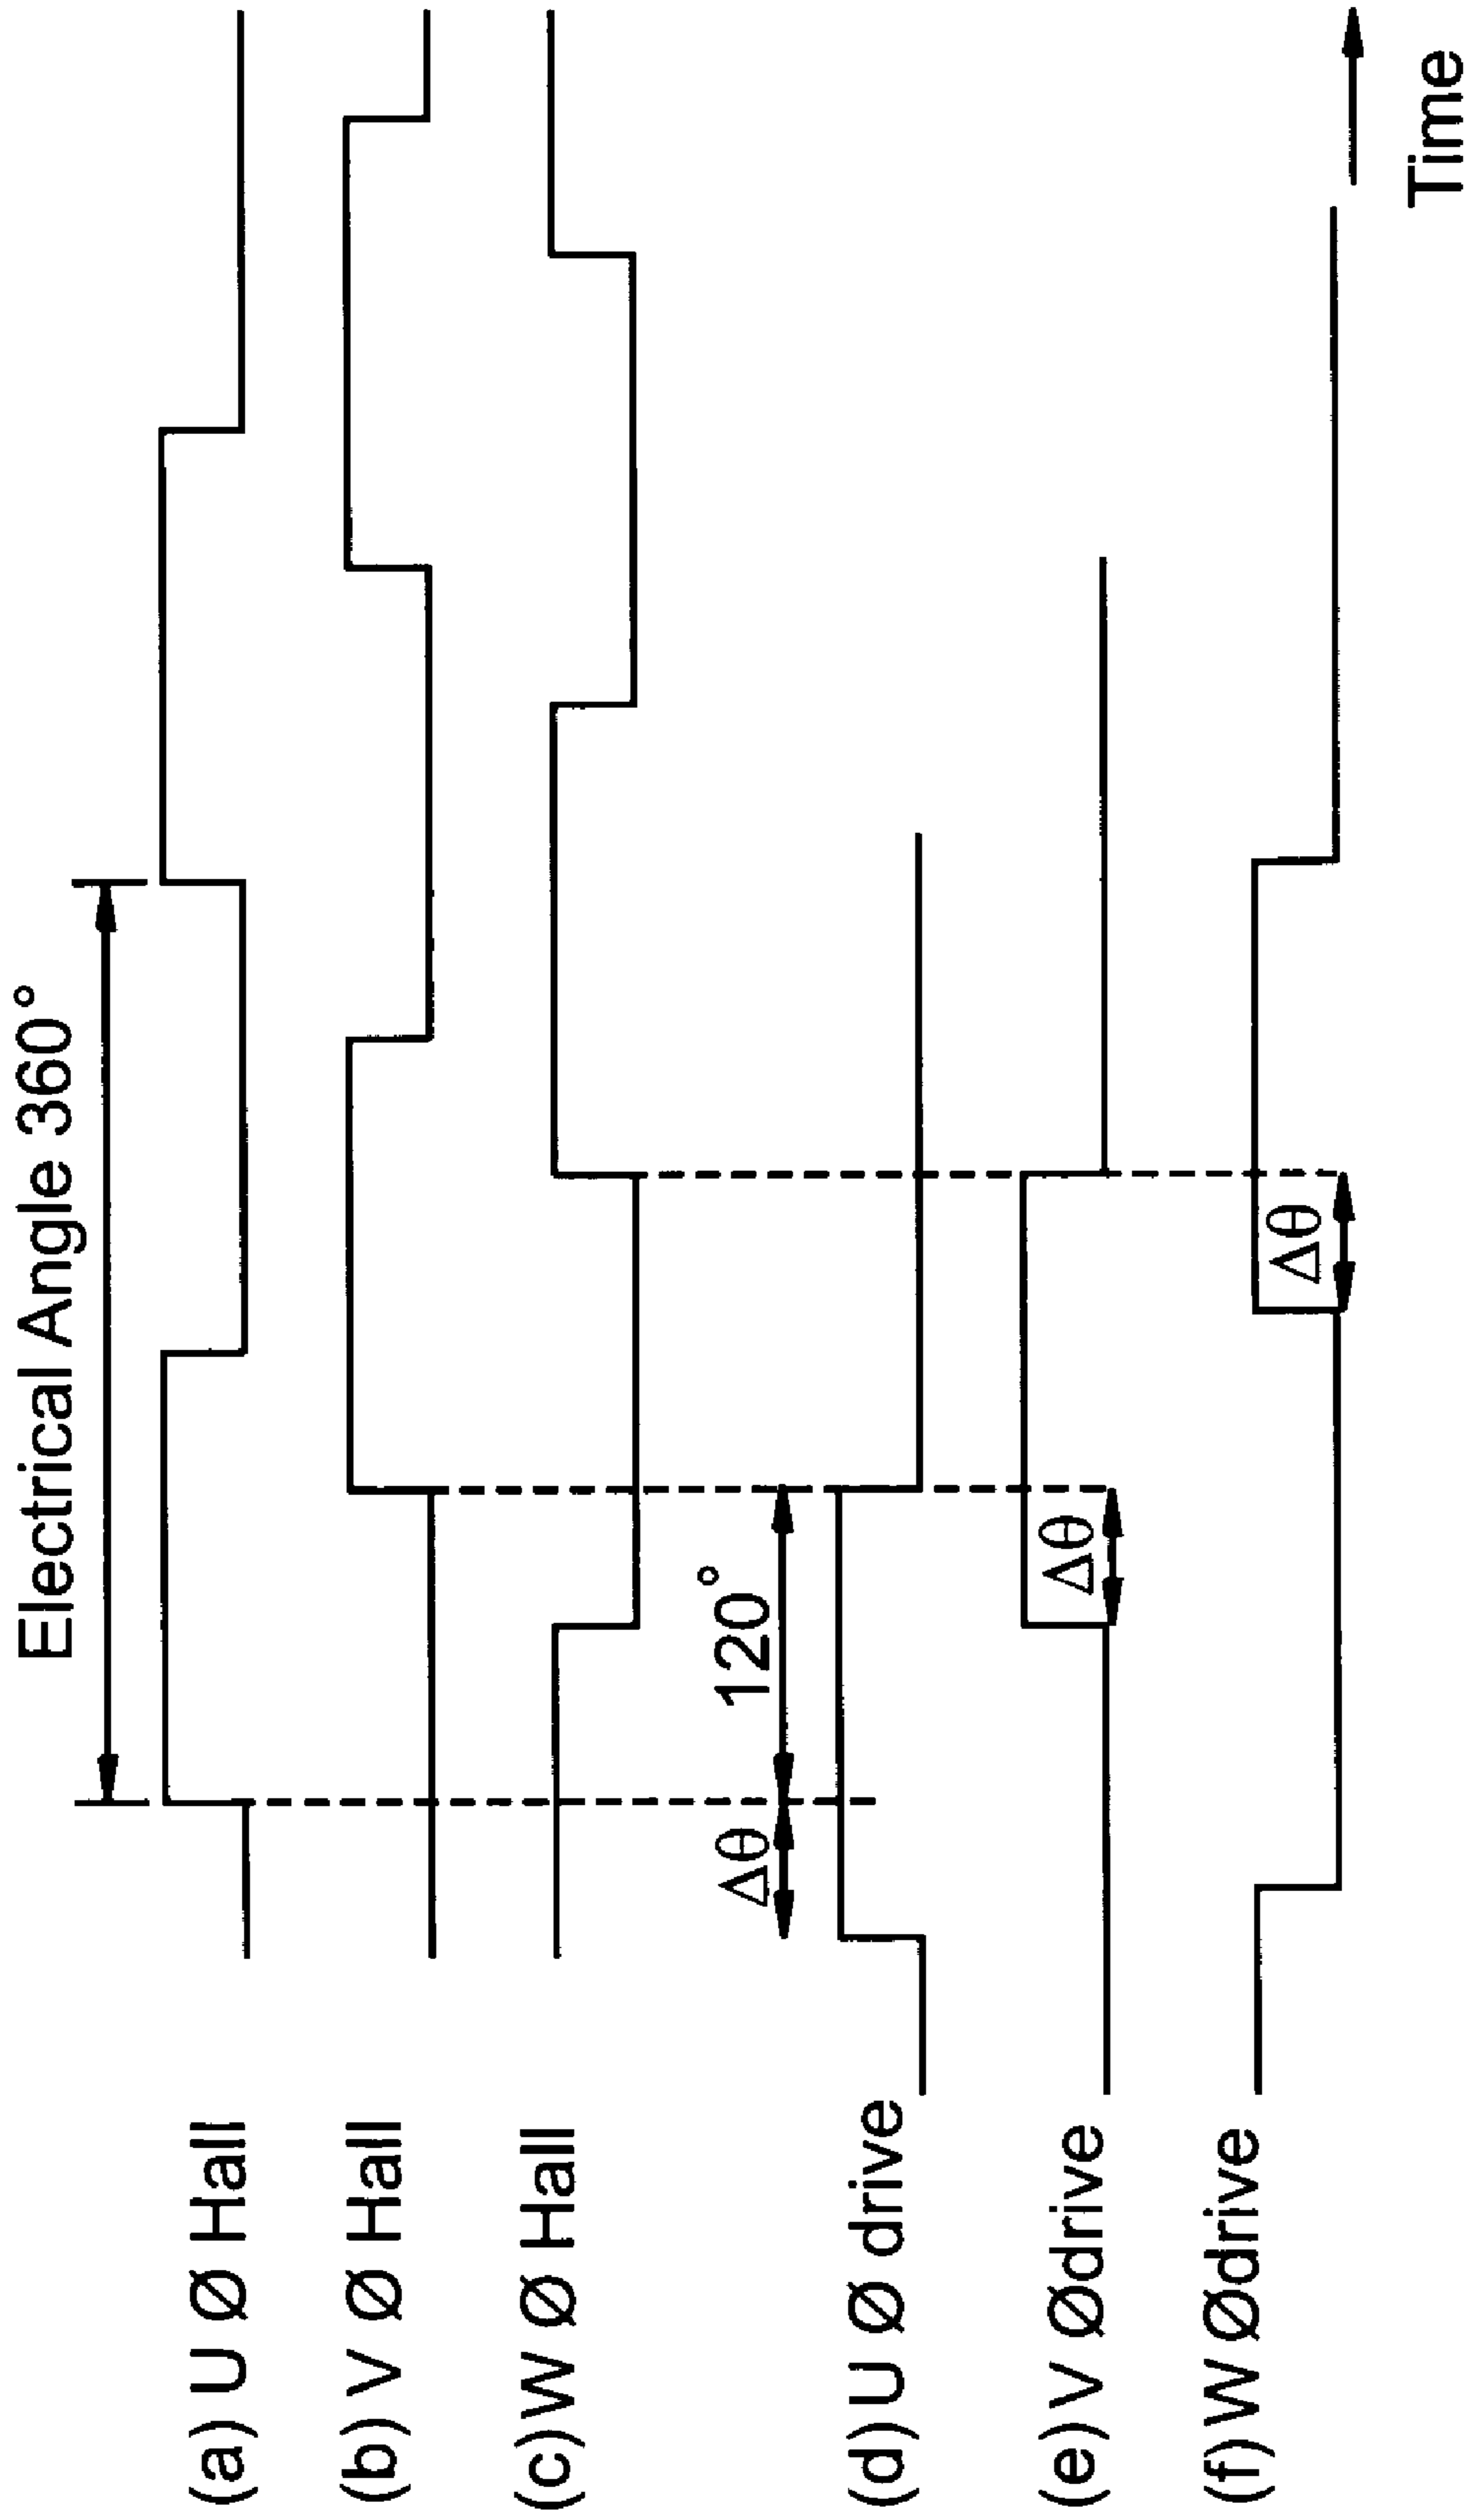 Electrical Angle 360°
(a) U Ø Hall
(b) V Ø Hall
(c) W Ø Hall
Δθ 120°
(d) U Ø drive
Δθ
(e) V Ødrive
Δθ
(f) W Ødrive
Time